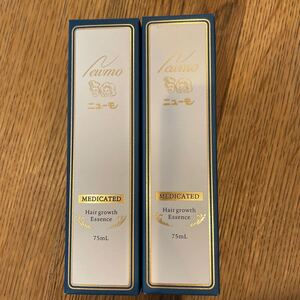 Newmo
ニューモ
MEDICATED
Hair growth
Essence
75mL
Newmo
ニューモ
MEDICATED
Hair growth
Essence
75mL